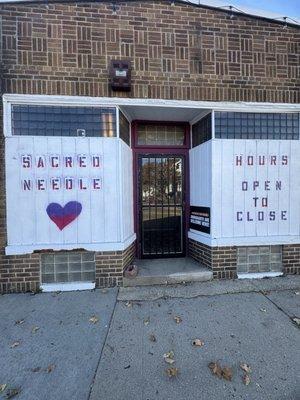 SACRED
NEEDLE
HOURS
OPEN TO
CLOSE